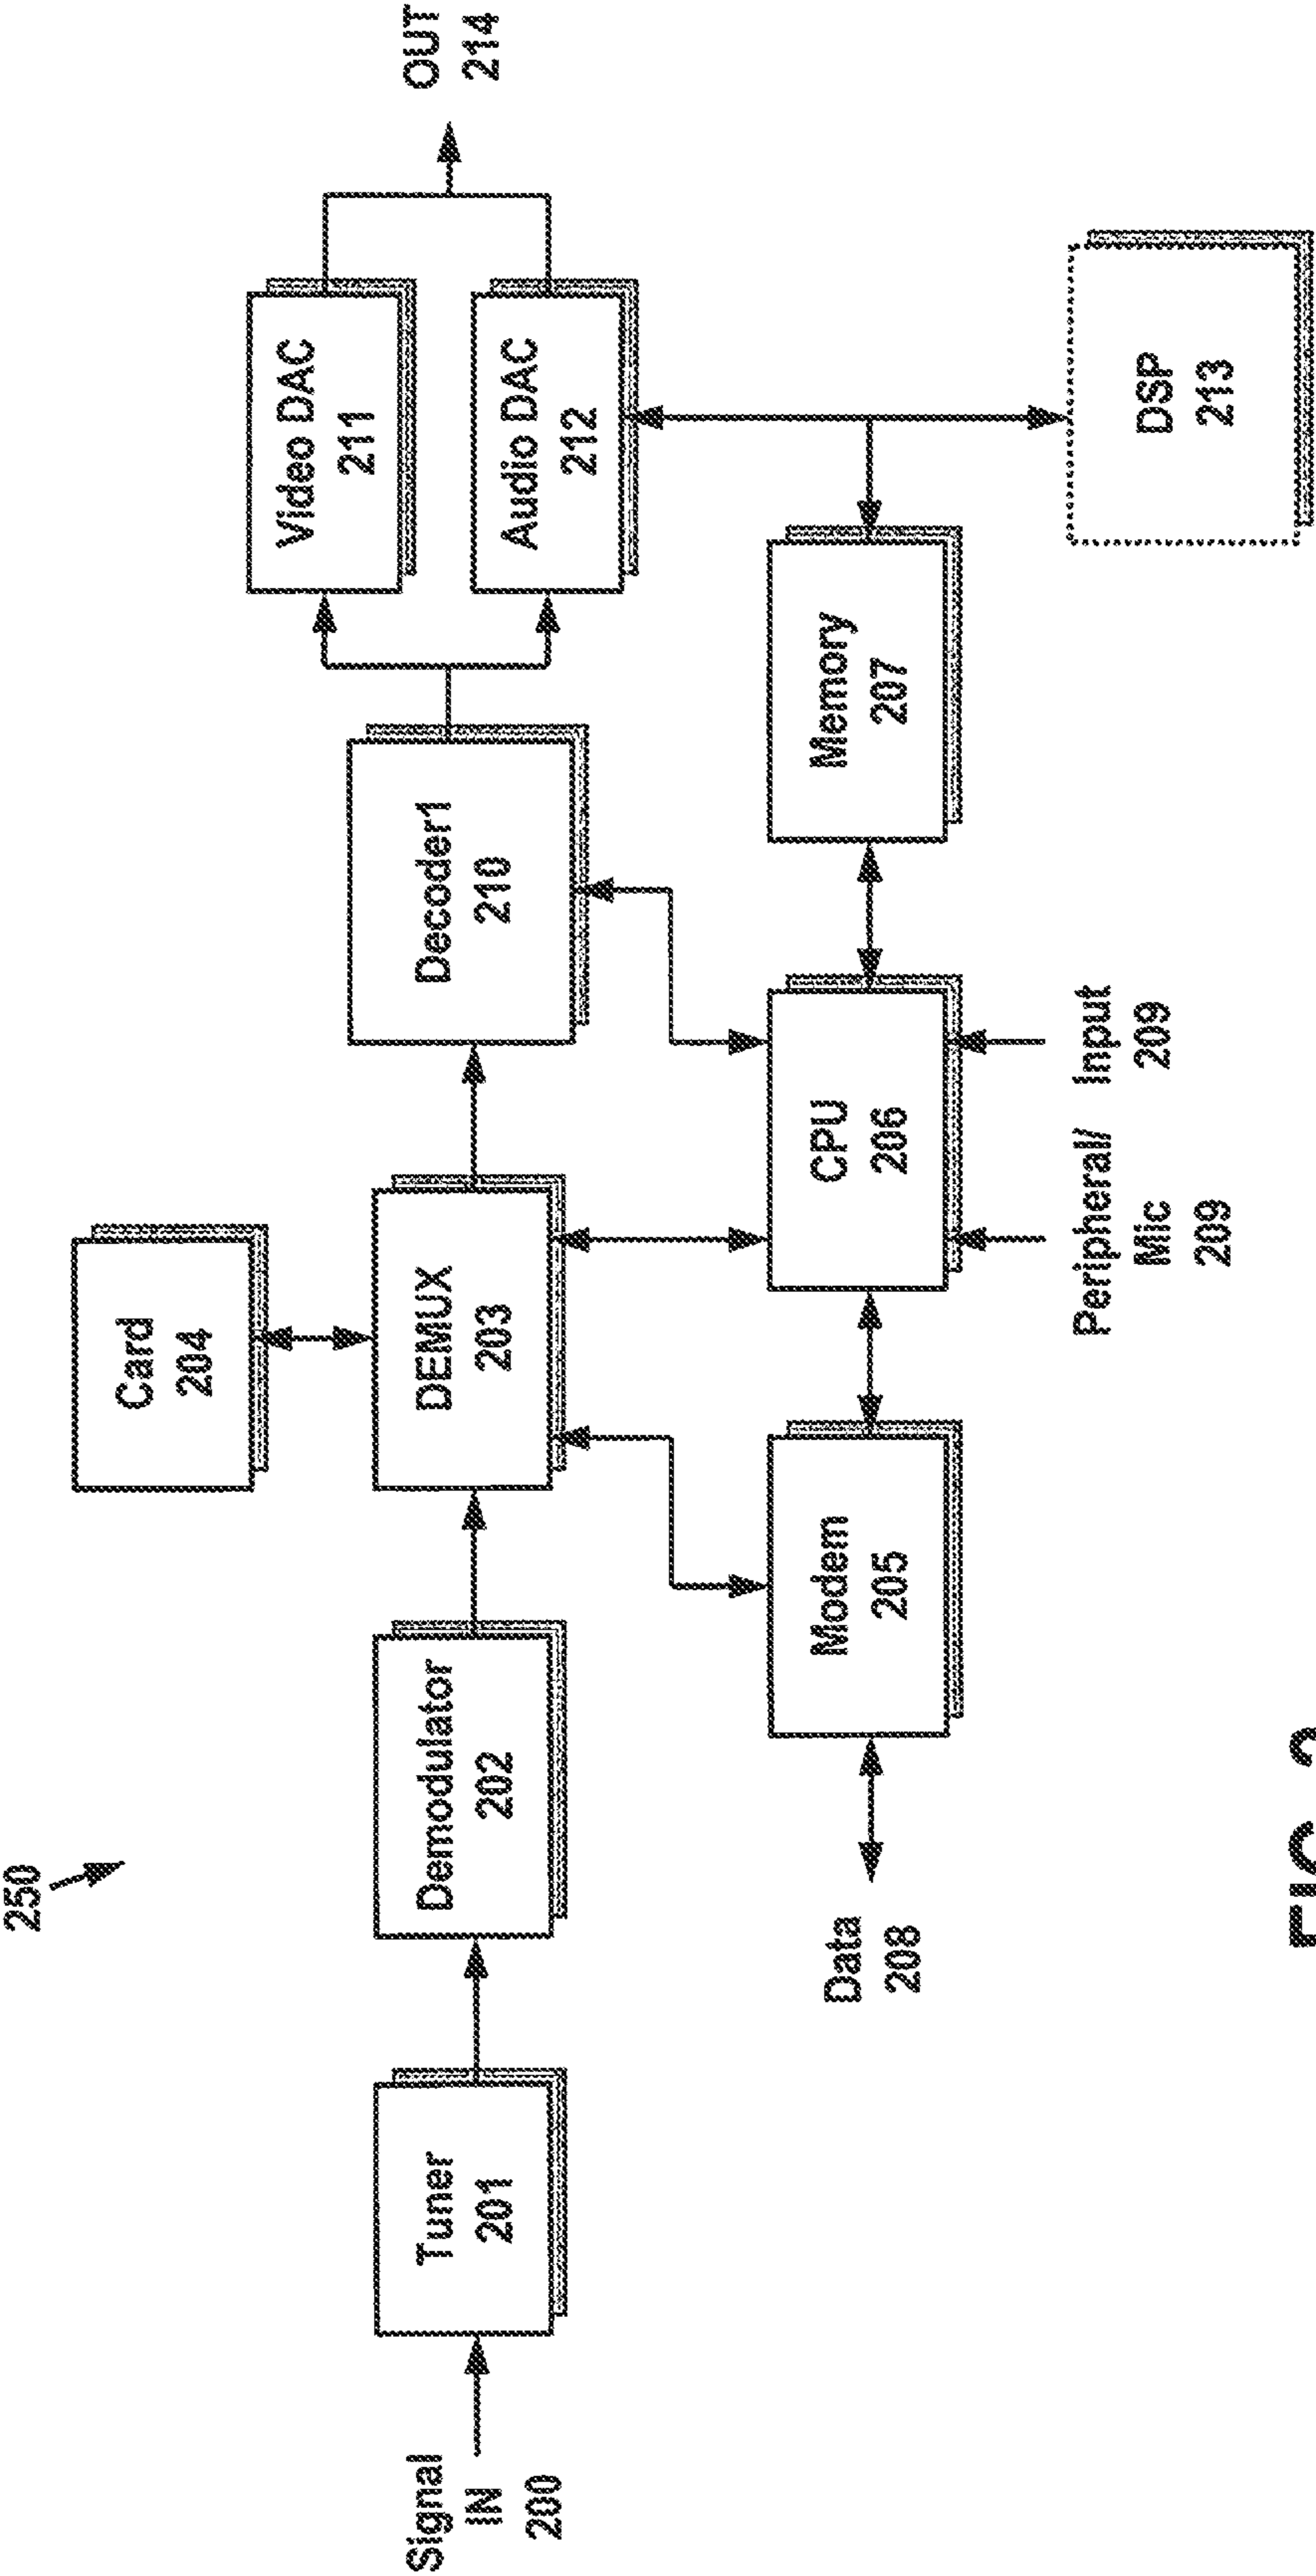 250
Card
204
Video DAC
211
OUT
214
Signal
IN
200
Tuner
201
Demodulator
202
DEMUX
203
Decoder1
210
Audio DAC
212
Data
208
Modem
205
CPU
206
Memory
207
Peripheral/
Mic
209
Input
209
DSP
213
FIG.